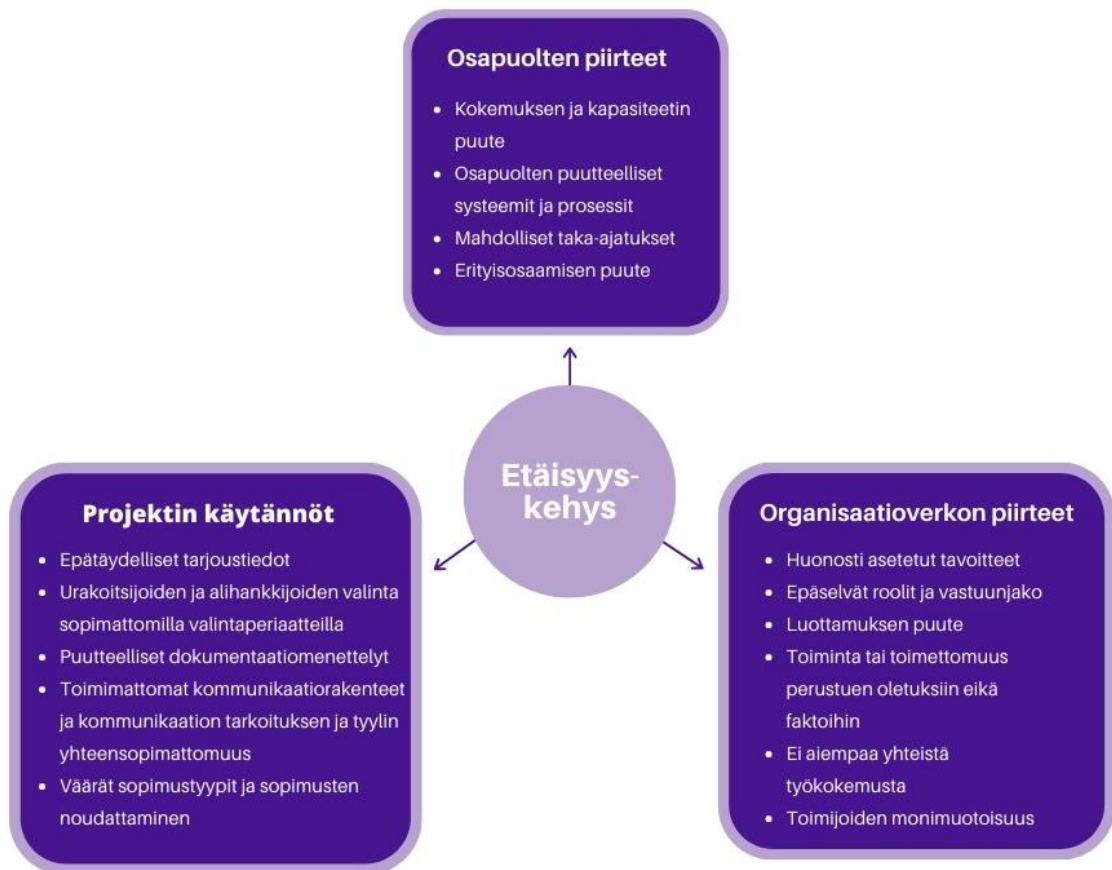 Osapuolten piirteet
• Kokemuksen ja kapasiteetin
puute
• Osapuolten puutteelliset
systeemit ja prosessit
• Mahdolliset taka-ajatukset
• Erityisosaamisen puute
Etäisyys-
kehys
Projektin käytännöt
• Epätäydelliset tarjoustiedot
• Urakoitsijoiden ja alihankkijoiden valinta
sopimattomilla valintaperiaatteilla
• Puutteelliset dokumentaatiomenettelyt
• Toimimattomat kommunikaatiorakenteet
ja kommunikaation tarkoituksen ja tyylin
yhteensopimattomuus
• Väärät sopimustyypit ja sopimusten
noudattaminen
Organisaatioverkon piirteet
• Huonosti asetetut tavoitteet
• Epäselvät roolit ja vastuunjako
• Luottamuksen puute
• Toiminta tai toimettomuus
perustuen oletuksiin eikä
faktoihin
• Ei aiempaa yhteistä
työkokemusta
• Toimijoiden monimuotoisuus